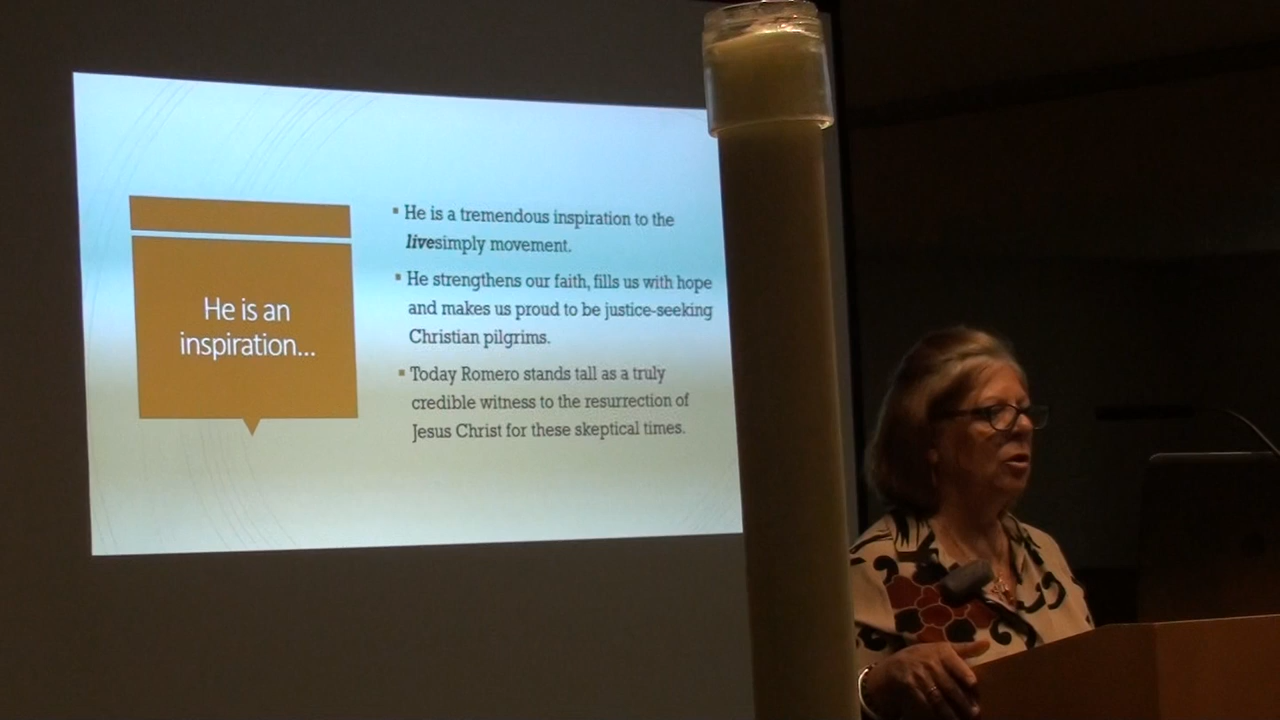 He is an
inspiration...
▪ He is a tremendous inspiration to the
livesimply movement.
▪ He strengthens our faith, fills us with hope
and makes us proud to be justice-seeking
Christian pilgrims.
▪ Today Romero stands tall as a truly
credible witness to the resurrection of
Jesus Christ for these skeptical times.